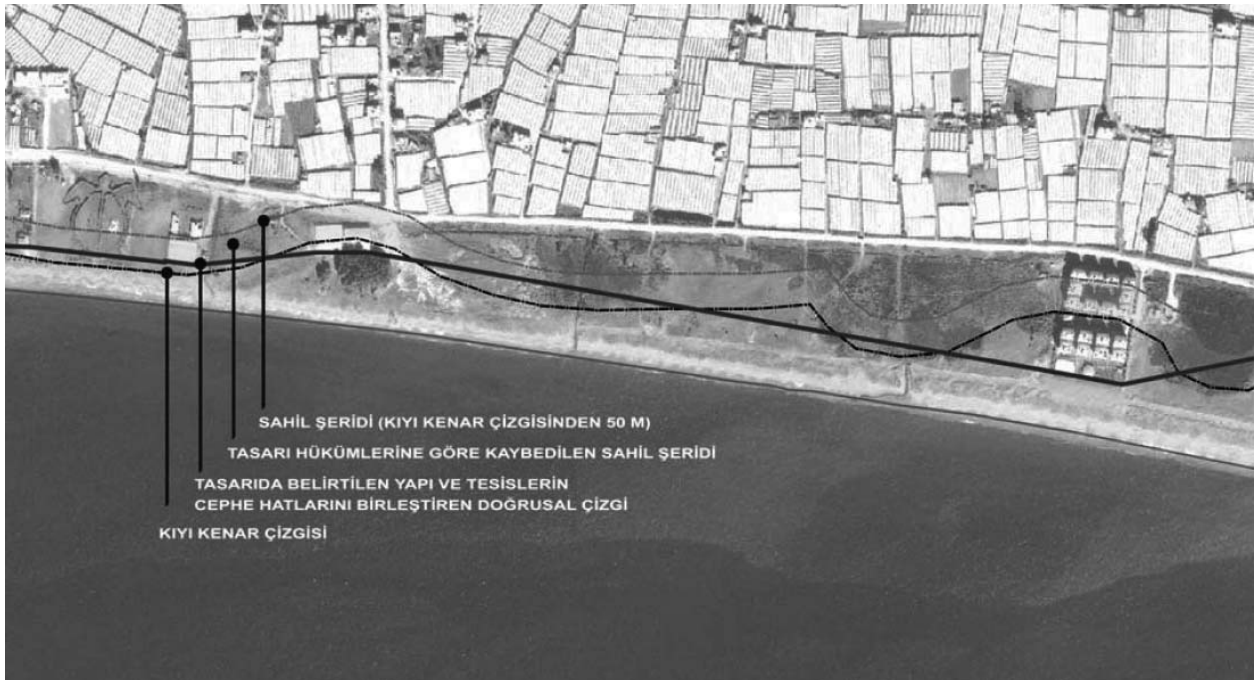 SAHİL ŞERİDİ (KIYI KENAR ÇİZGİSİNDEN 50 M)
TASARI HÜKÜMLERİNE GÖRE KAYBEDİLEN SAHİL ŞERİDİ
TASARIDA BELİRTİLEN YAPI VE TESİSLERİN
CEPHE HATLARINI BİRLEŞTİREN DOĞRUSAL ÇİZGİ
KIYI KENAR ÇİZGİSİ